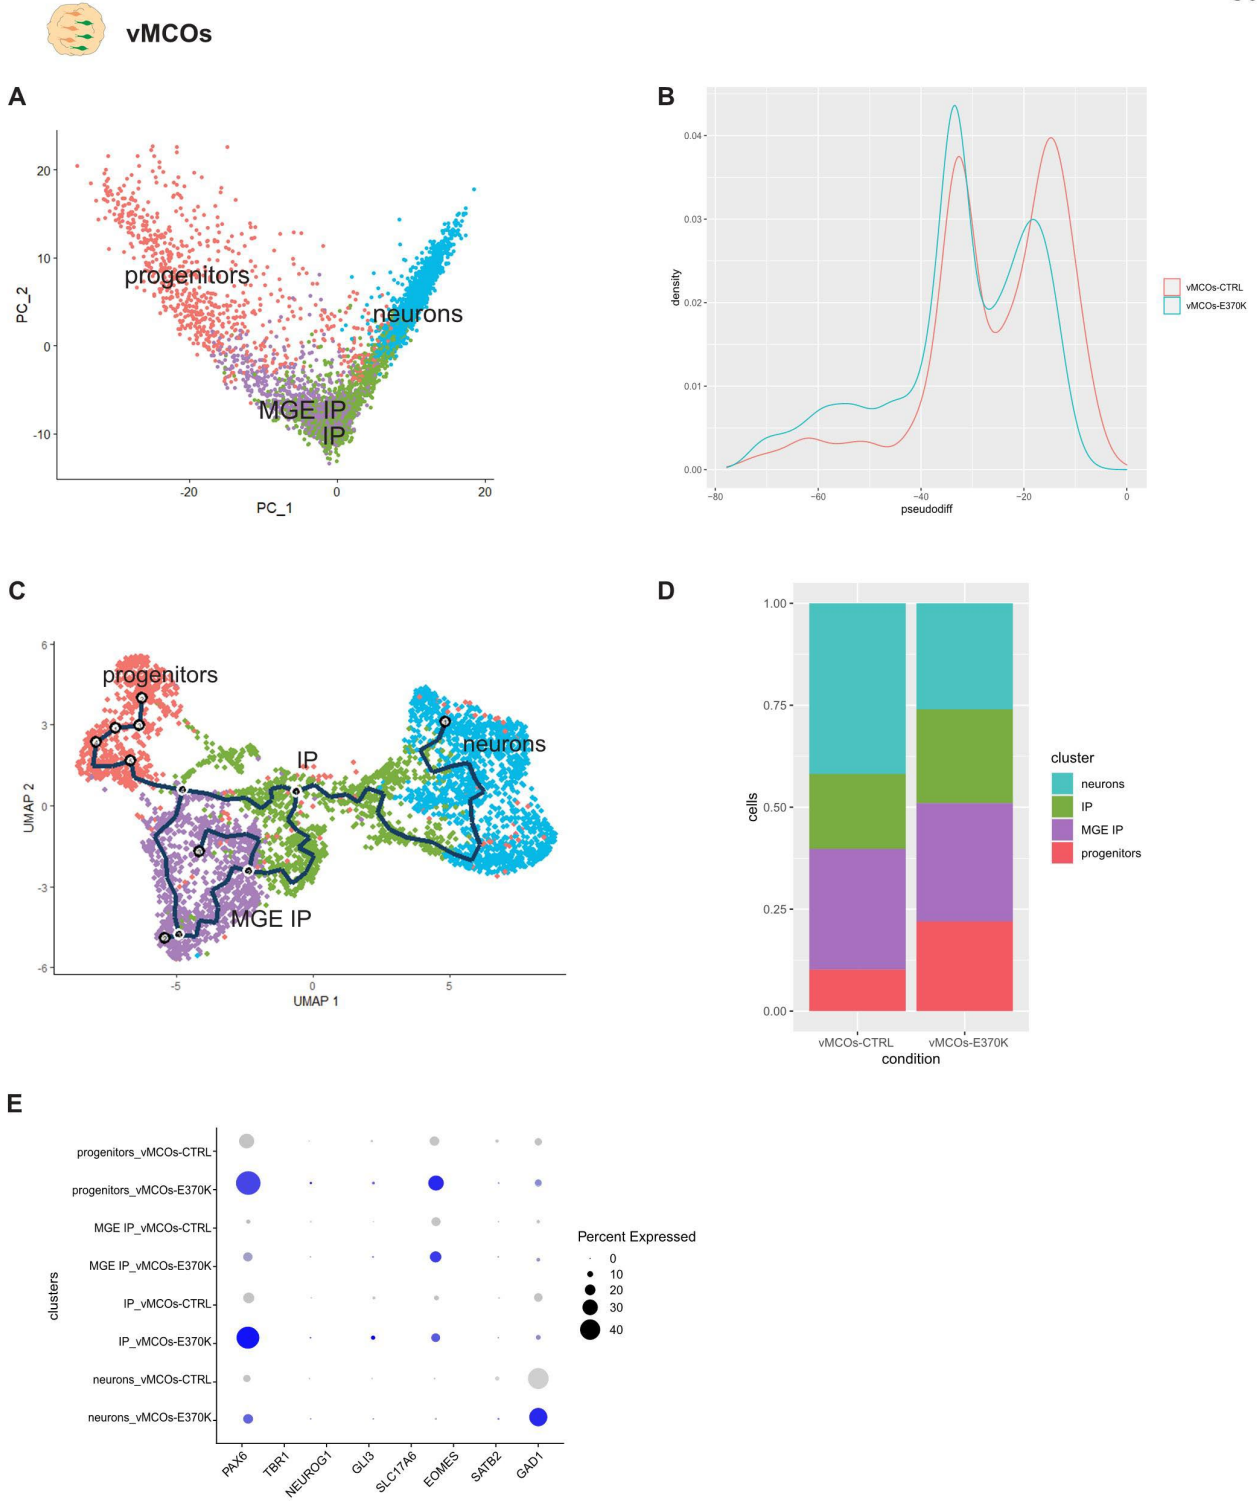 vMCOs
A
20
10
0
-10
PC_2
progenitors
neurons
MGE IP
IP
-20
0
20
PC_1
B
0.04
0.03
0.02
0.01
0.00
density
−80
−60
−40
−20
0
pseudodiff
vMCOs-CTRL
vMCOs-E370K
C
6
3
0
-3
-6
UMAP 2
progenitors
IP
neurons
MGE IP
-5
0
5
UMAP 1
D
1.00
0.75
0.50
0.25
0.00
cells
vMCOs-CTRL
vMCOs-E370K
condition
cluster
neurons
IP
MGE IP
progenitors
E
clusters
progenitors_vMCOs-CTRL
progenitors_vMCOs-E370K
MGE IP_vMCOs-CTRL
MGE IP_vMCOs-E370K
IP_vMCOs-CTRL
IP_vMCOs-E370K
neurons_vMCOs-CTRL
neurons_vMCOs-E370K
PAX6
TBR1
NEUROG1
GLI3
SLC17A6
EOMES
SATB2
GAD1
Percent Expressed
0
10
20
30
40